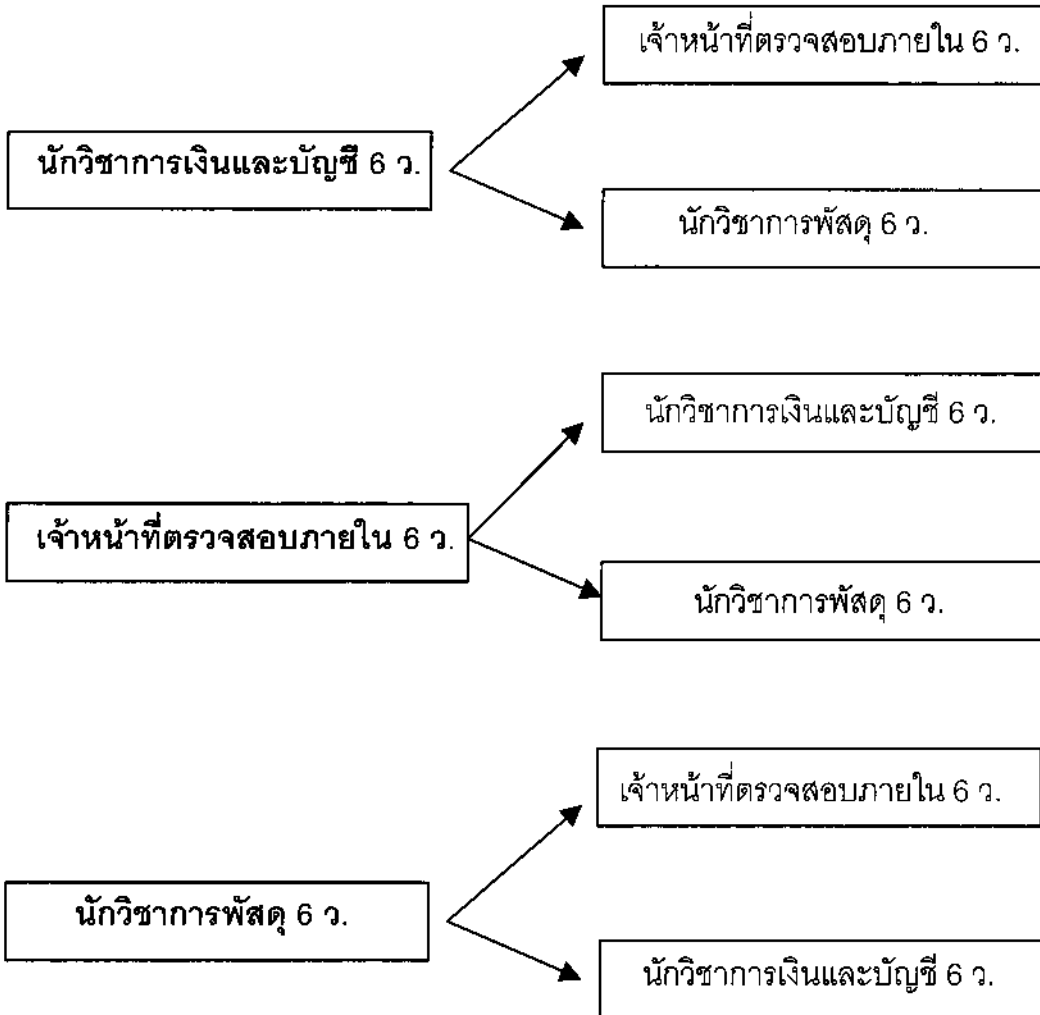 เจ้าหน้าที่ตรวจสอบภายใน 6 ว.
นักวิชาการเงินและบัญชี 6 ว.
นักวิชาการพัสดุ 6 ว.
นักวิชาการเงินและบัญชี 6 ว.
เจ้าหน้าที่ตรวจสอบภายใน 6 ว.
นักวิชาการพัสดุ 6 ว.
เจ้าหน้าที่ตรวจสอบภายใน 6 ว.
นักวิชาการพัสดุ 6 ว.
นักวิชาการเงินและบัญชี 6 ว.